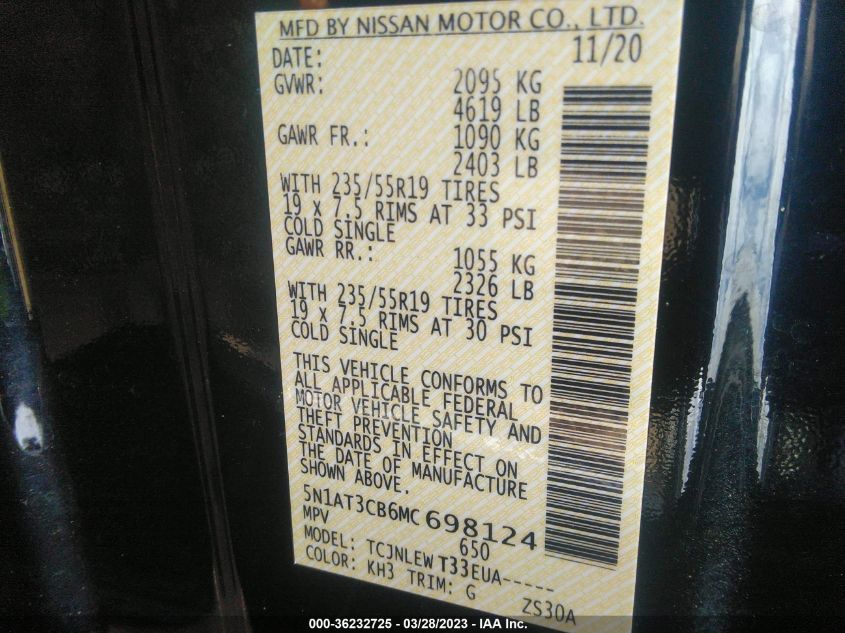 MFD BY NISSAN MOTOR CO., LTD.
DATE: 11/20
GVWR: 2095 KG
4619 LB
GAWR FR.: 1090 KG
2403 LB
WITH 235/55R19 TIRES
19 X 7.5 RIMS AT 33 PSI
COLD SINGLE
GAWR RR.: 1055 KG
2326 LB
WITH 235/55R19 TIRES
19 X 7.5 RIMS AT 30 PSI
COLD SINGLE
THIS VEHICLE CONFORMS TO
ALL APPLICABLE FEDERAL
MOTOR VEHICLE SAFETY AND
THEFT PREVENTION
STANDARDS IN EFFECT ON
THE DATE OF MANUFACTURE
SHOWN ABOVE.
5N1AT3CB6MC 698124
MPV 650
MODEL: TCJNLEW T33EUA-----
COLOR: KH3 TRIM: G ZS30A
000-36232725 - 03/28/2023 - IAA Inc.